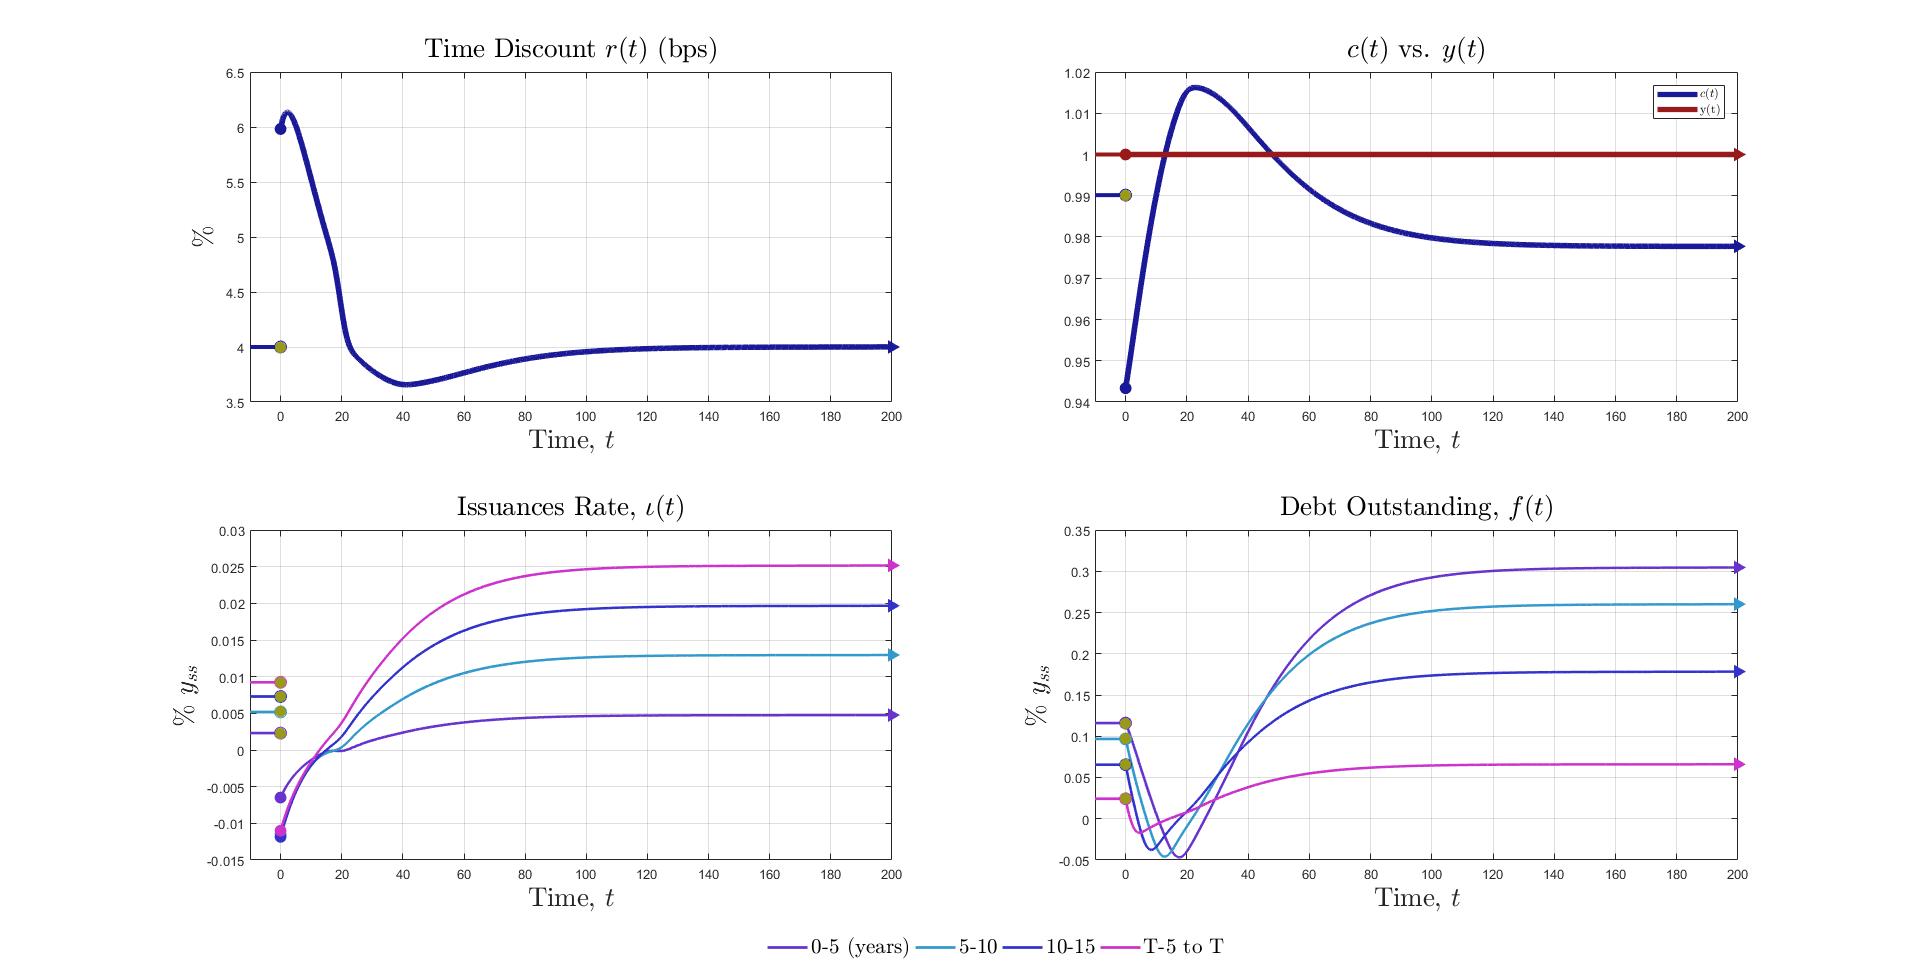 Time Discount r(t) (bps)
6.5
6
5.5
5
4.5
4
3.5
%
0 20 40 60 80 100 120 140 160 180 200
Time, t
c(t) vs. y(t)
1.02
1.01
1
0.99
0.98
0.97
0.96
0.95
0.94
c(t)
y(t)
0 20 40 60 80 100 120 140 160 180 200
Time, t
Issuances Rate, ι(t)
0.03
0.025
0.02
0.015
0.01
0.005
0
-0.005
-0.01
-0.015
% yss
0 20 40 60 80 100 120 140 160 180 200
Time, t
Debt Outstanding, f(t)
0.35
0.3
0.25
0.2
0.15
0.1
0.05
0
-0.05
% yss
0 20 40 60 80 100 120 140 160 180 200
Time, t
0-5 (years) 5-10 10-15 T-5 to T